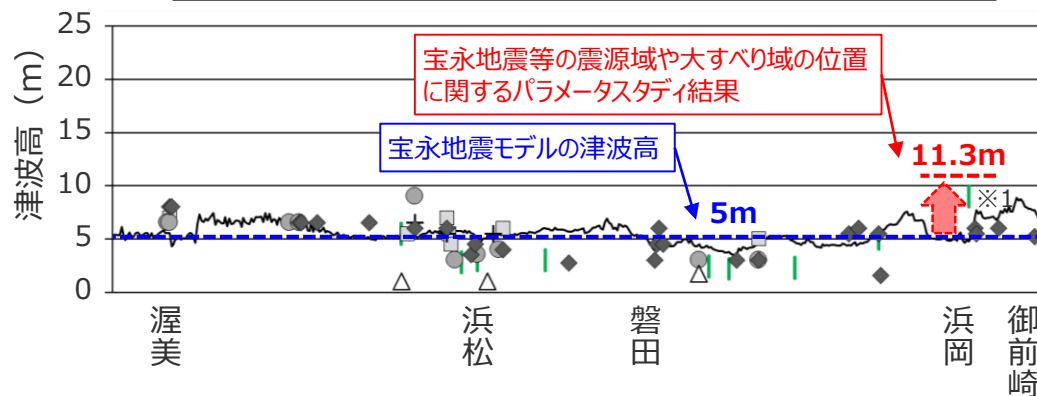 津波高 (m)
25
20
15
10
5
0
宝永地震等の震源域や大すべり域の位置
に関するパラメータスタディ結果
宝永地震モデルの津波高
11.3m
※1
5m
渥美
浜松
磐田
浜岡
御前崎